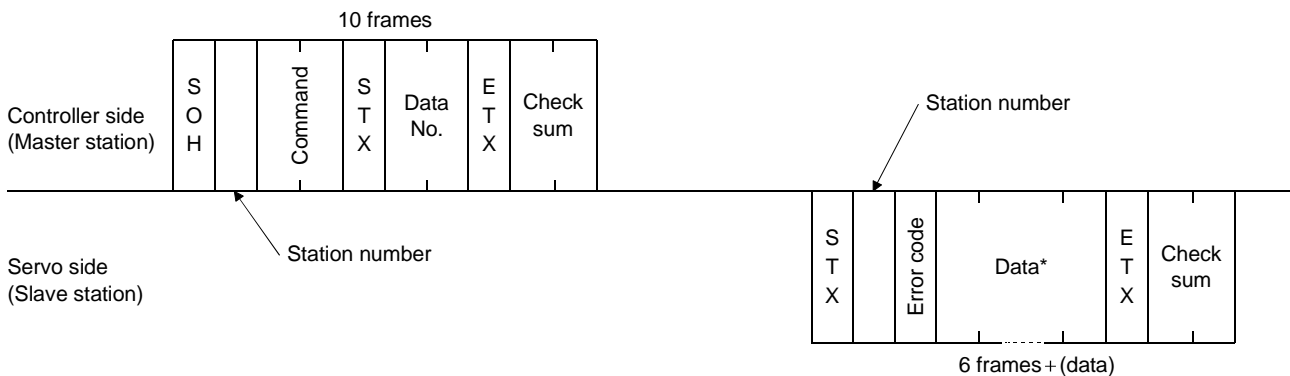 10 frames
Controller side
(Master station)
S
O
H
Command
S
T
X
Data
No.
E
T
X
Check
sum
Station number
Station number
Servo side
(Slave station)
S
T
X
Error code
Data*
E
T
X
Check
sum
6 frames+(data)